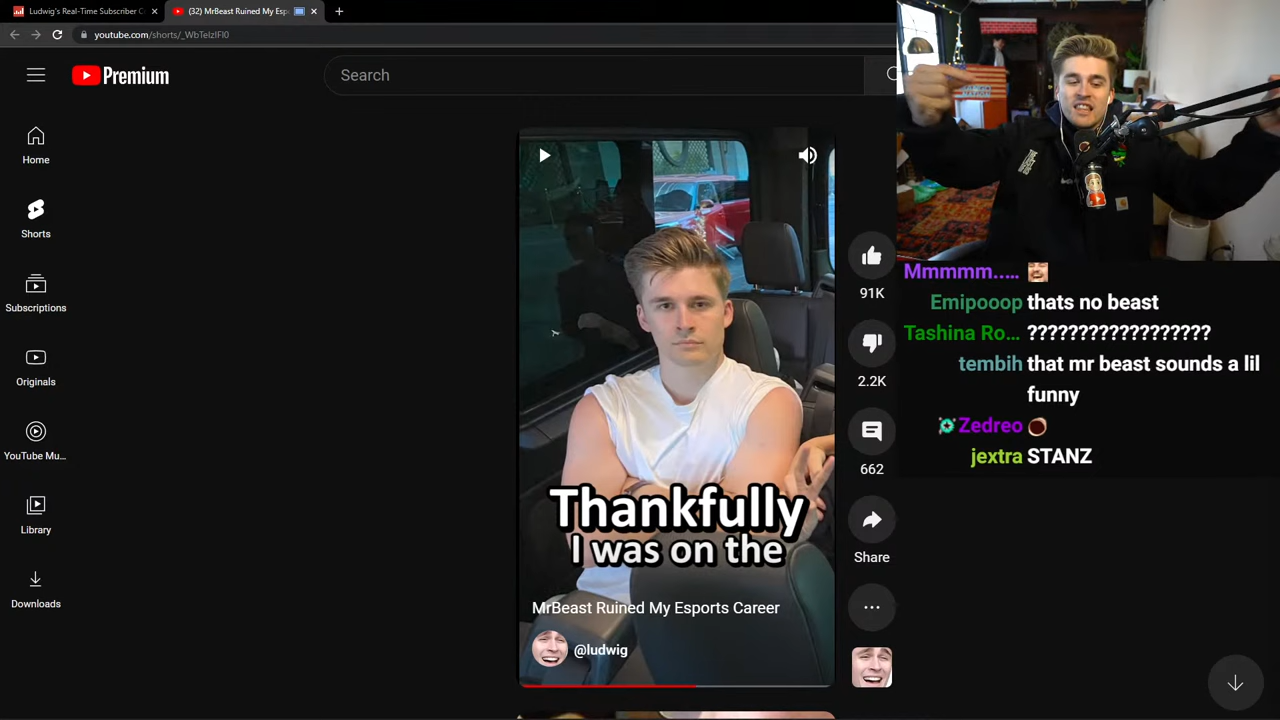 Ludwig's Real-Time Subscriber C
(32) MrBeast Ruined My Esp
youtube.com/shorts/_WbTelzIFI0
Premium
Search
Home
Shorts
Subscriptions
Originals
YouTube Mu...
Library
Downloads
Thankfully
I was on the
MrBeast Ruined My Esports Career
@ludwig
91K
2.2K
662
Share
Mmmmm.....
Emipooop thats no beast
Tashina Ro... ??????????????????
tembih that mr beast sounds a lil
funny
Zedreo
jextra STANZ